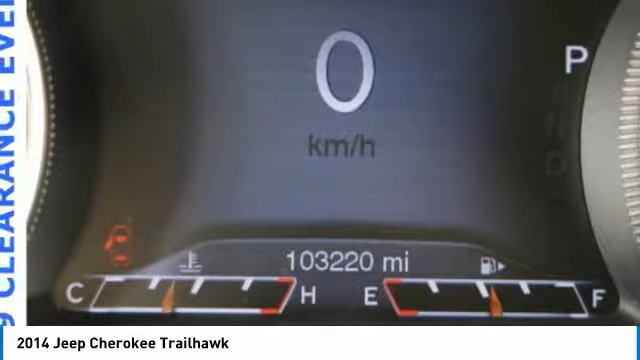 CLEARANCE EVE
0
P
km/h
103220 mi
C H E F
2014 Jeep Cherokee Trailhawk